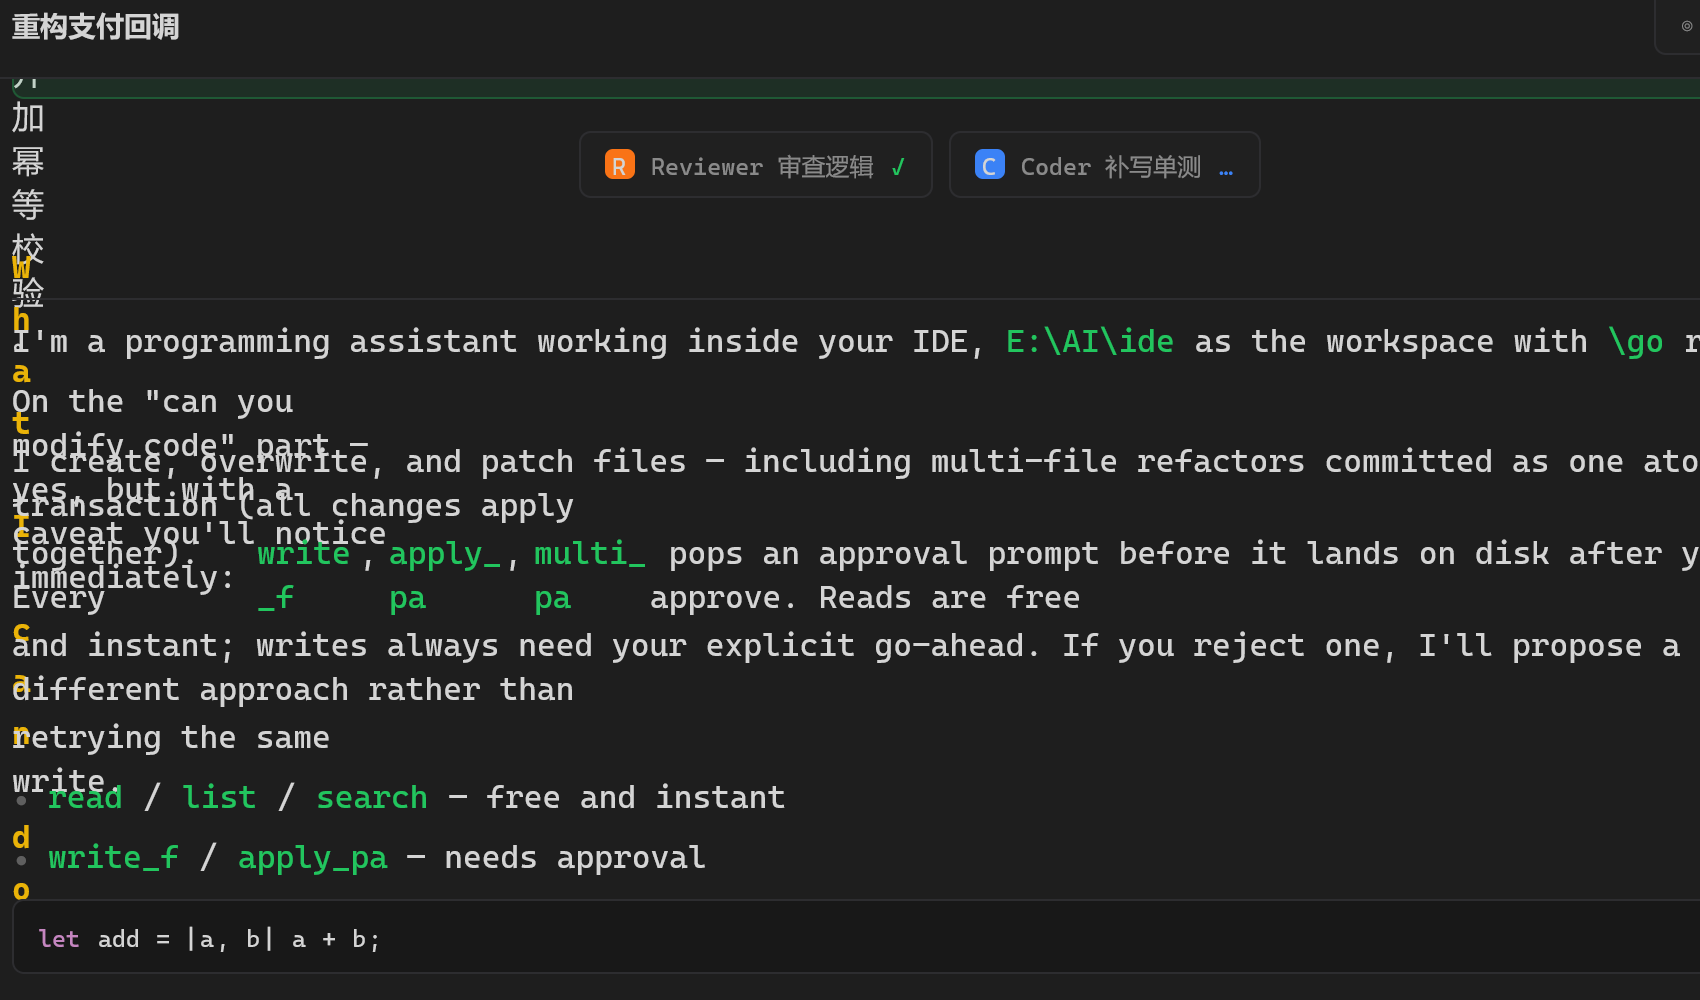 重构支付回调
加
幂
等
校
验
Reviewer 审查逻辑 ✓
Coder 补写单测 …
W
h
a
t
I
c
a
n
d
o
I'm a programming assistant working inside your IDE, E:\AI\ide as the workspace with \go
On the "can you
modify code" part —
yes, but with a
caveat you'll notice
immediately:
I create, overwrite, and patch files — including multi-file refactors committed as one ato
transaction (all changes apply
together). write , apply_ , multi_ pops an approval prompt before it lands on disk after y
Every _f pa pa approve. Reads are free
and instant; writes always need your explicit go-ahead. If you reject one, I'll propose a
different approach rather than
retrying the same
write.
• read / list / search — free and instant
• write_f / apply_pa — needs approval
let add = |a, b| a + b;